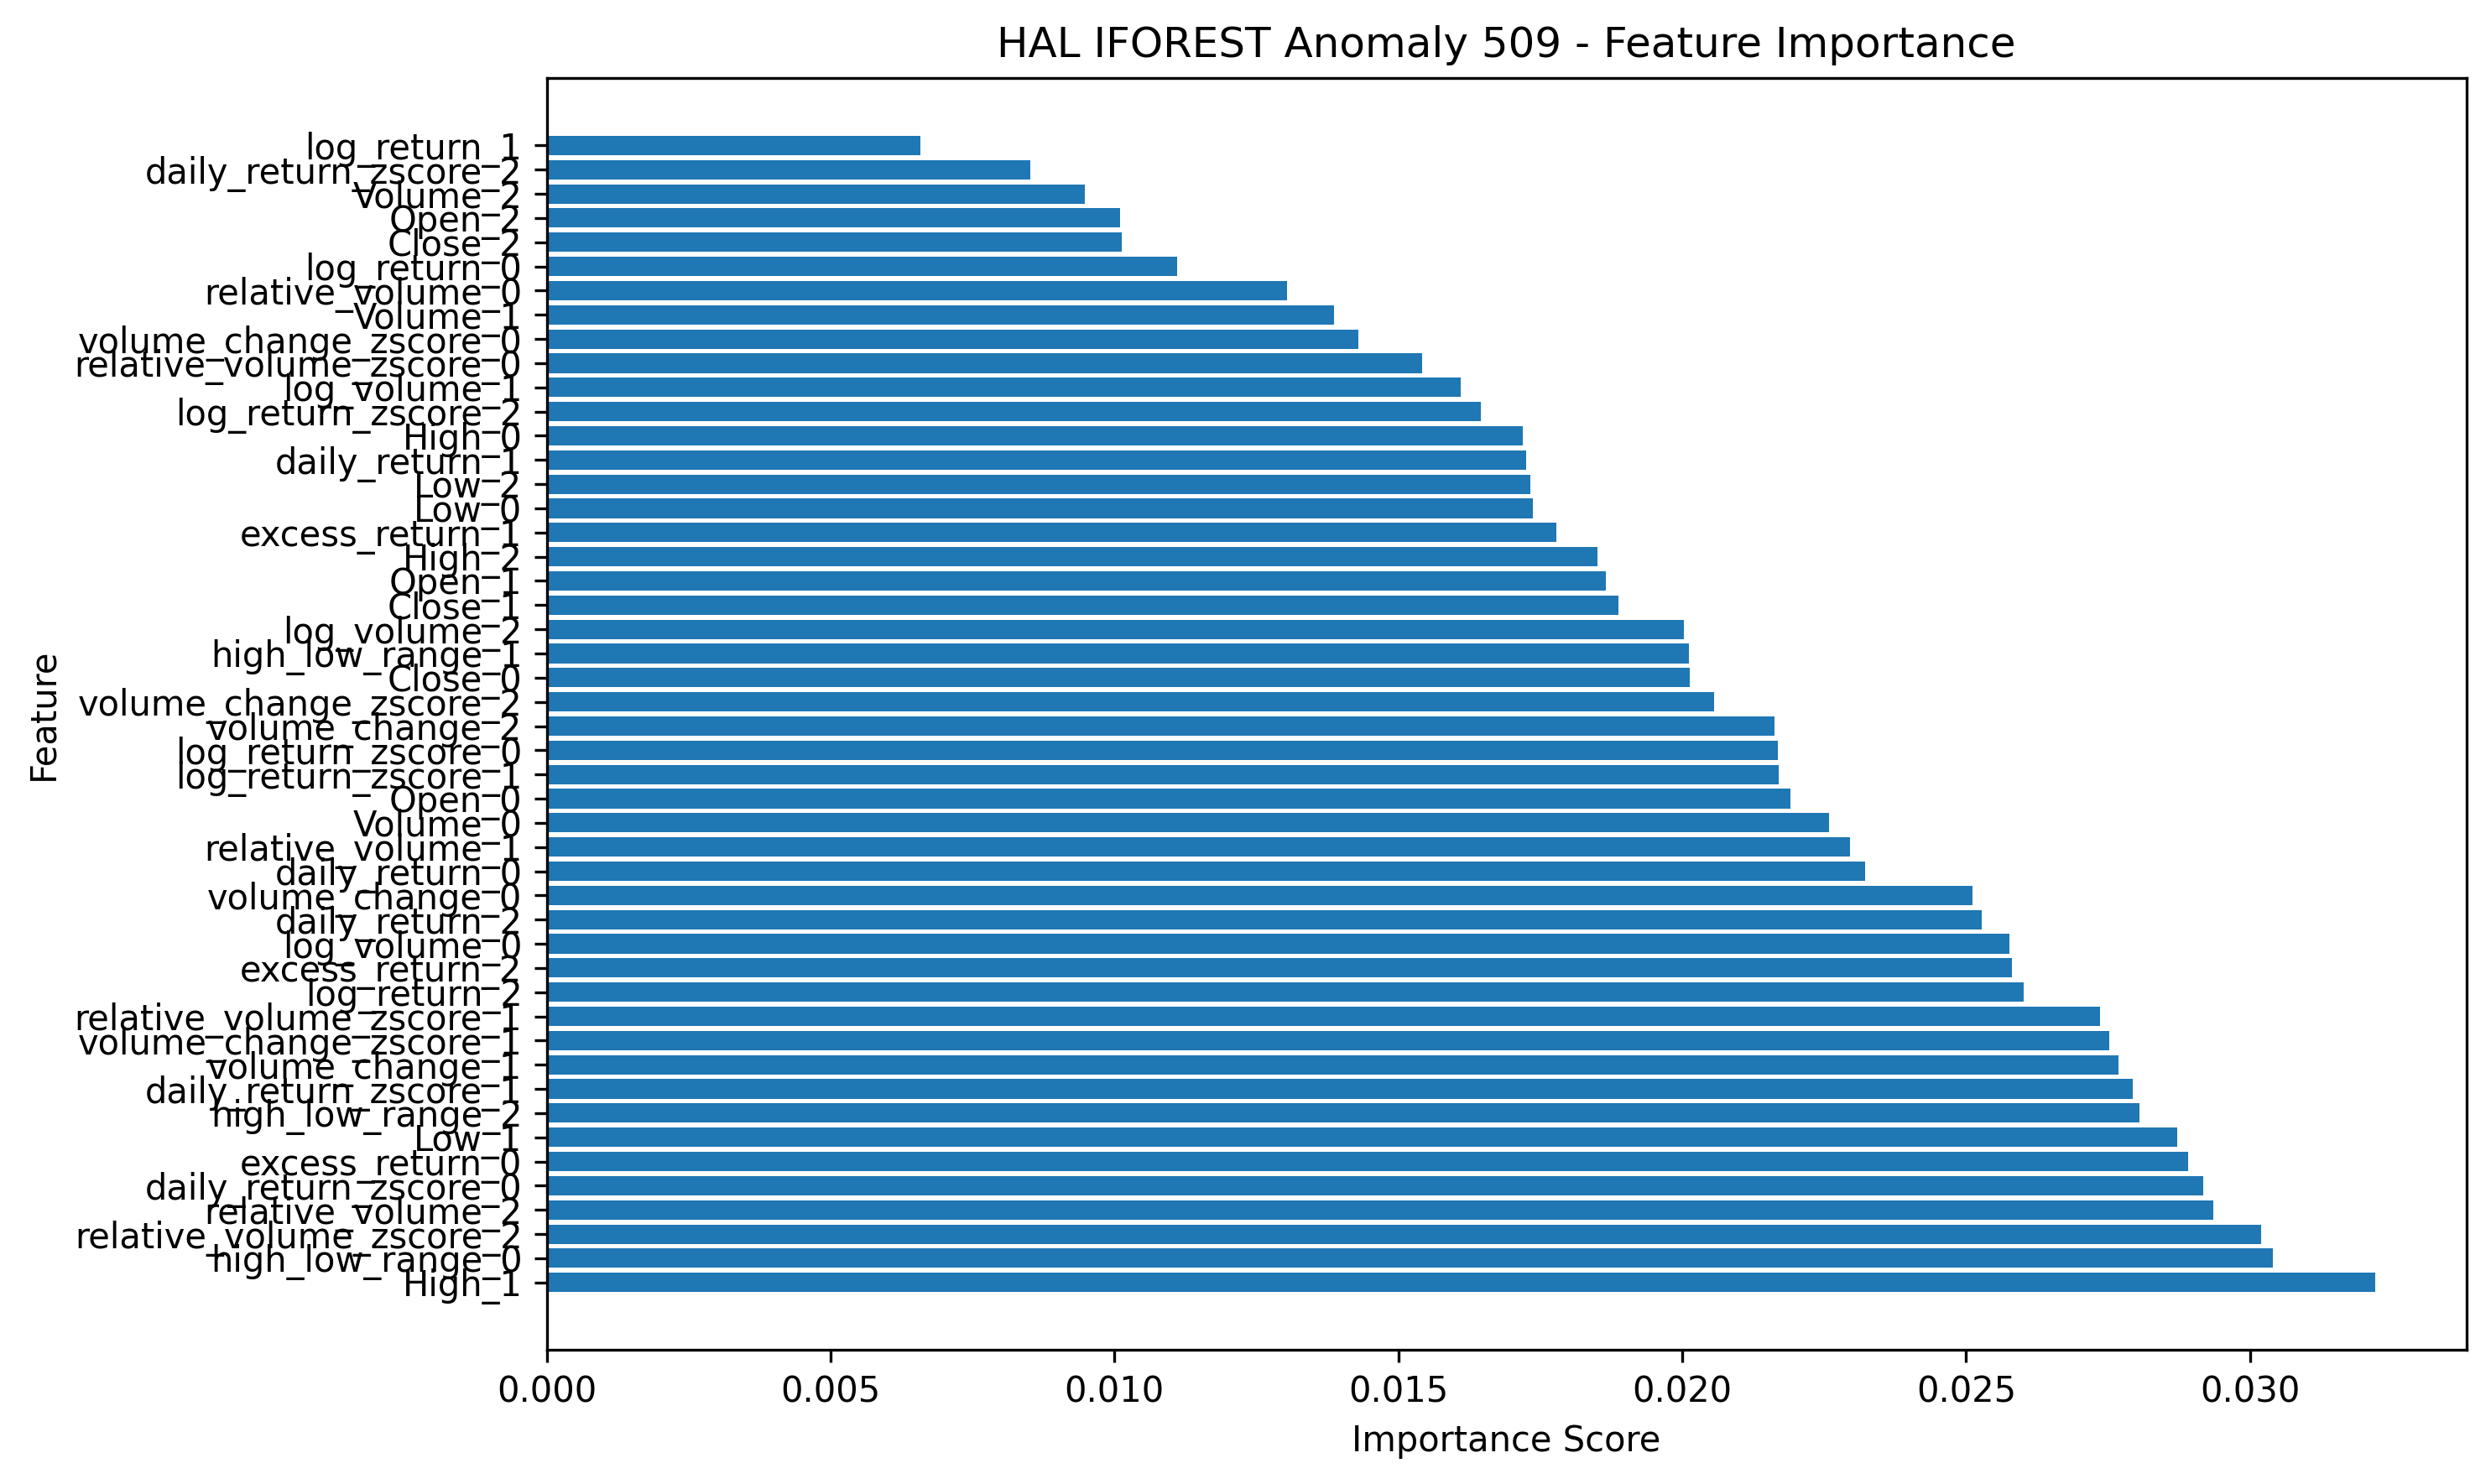 HAL IFOREST Anomaly 509 - Feature Importance
log_return_1
daily_return_zscore_2
Volume_2
Open_2
Close_2
log_return_0
relative_volume_0
Volume_1
volume_change_zscore_0
relative_volume_zscore_0
log_volume_1
log_return_zscore_2
High_0
daily_return_1
Low_2
Low_0
excess_return_1
High_2
Open_1
Close_1
log_volume_2
high_low_range_1
Close_0
volume_change_zscore_2
volume_change_2
log_return_zscore_0
log_return_zscore_1
Open_0
Volume_0
relative_volume_1
daily_return_0
volume_change_0
daily_return_2
log_volume_0
excess_return_2
log_return_2
relative_volume_zscore_1
volume_change_zscore_1
volume_change_1
daily_return_zscore_1
high_low_range_2
Low_1
excess_return_0
daily_return_zscore_0
relative_volume_2
relative_volume_zscore_2
high_low_range_0
High_1
Feature
0.000 0.005 0.010 0.015 0.020 0.025 0.030
Importance Score